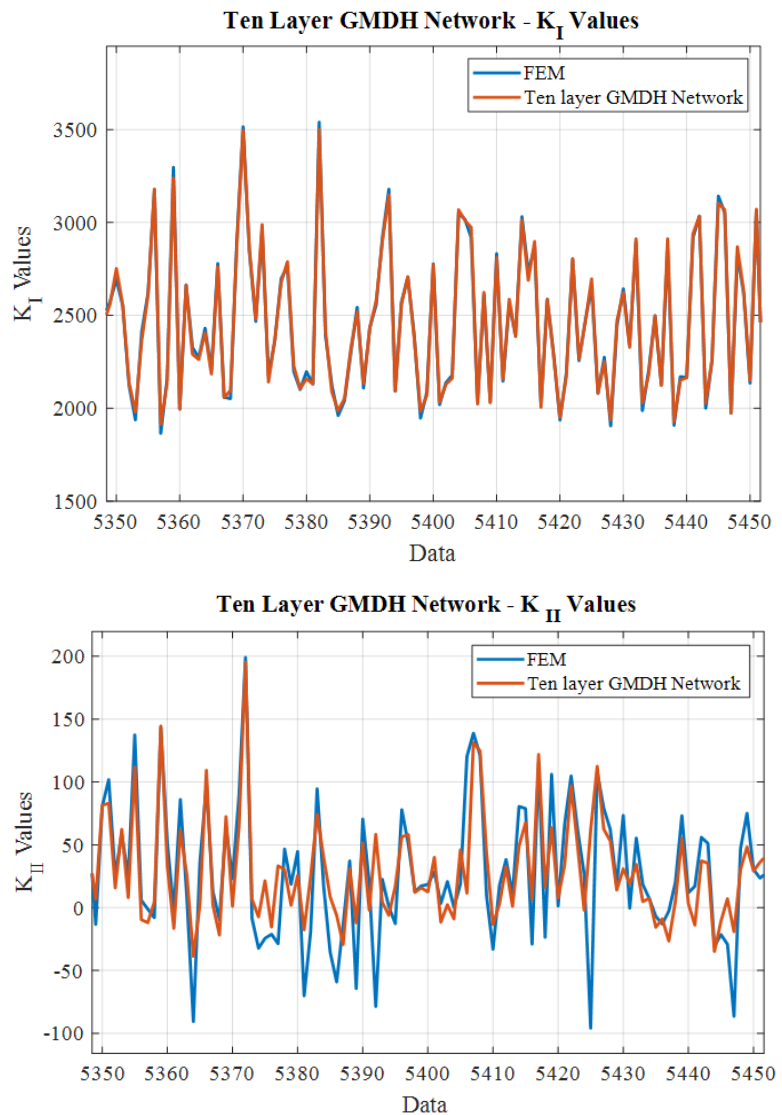 Ten Layer GMDH Network - K_I Values
FEM
Ten layer GMDH Network
3500
3000
2500
2000
1500
K_I Values
5350 5360 5370 5380 5390 5400 5410 5420 5430 5440 5450
Data
Ten Layer GMDH Network - K_II Values
FEM
Ten layer GMDH Network
200
150
100
50
0
-50
-100
K_II Values
5350 5360 5370 5380 5390 5400 5410 5420 5430 5440 5450
Data